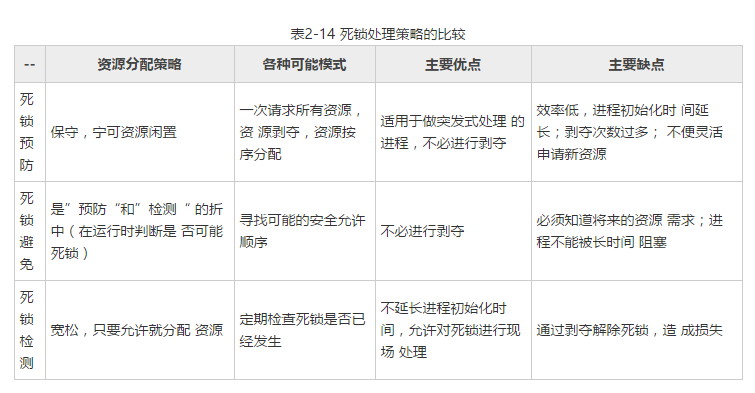 表2-14 死锁处理策略的比较
-- 资源分配策略 各种可能模式 主要优点 主要缺点
死
锁
预
防
保守，宁可资源闲置
一次请求所有资源，
资 源剥夺，资源按
序分配
适用于做突发式处理 的
进程，不必进行剥夺
效率低，进程初始化时 间延
长；剥夺次数过多； 不便灵活
申请新资源
死
锁
避
免
是”预防“和”检测“ 的折
中（在运行时判断是 否可能
死锁）
寻找可能的安全允许
顺序
不必进行剥夺
必须知道将来的资源 需求；进
程不能被长时间 阻塞
死
锁
检
测
宽松，只要允许就分配 资源
定期检查死锁是否已
经发生
不延长进程初始化时
间，允许对死锁进行现
场 处理
通过剥夺解除死锁，造 成损失